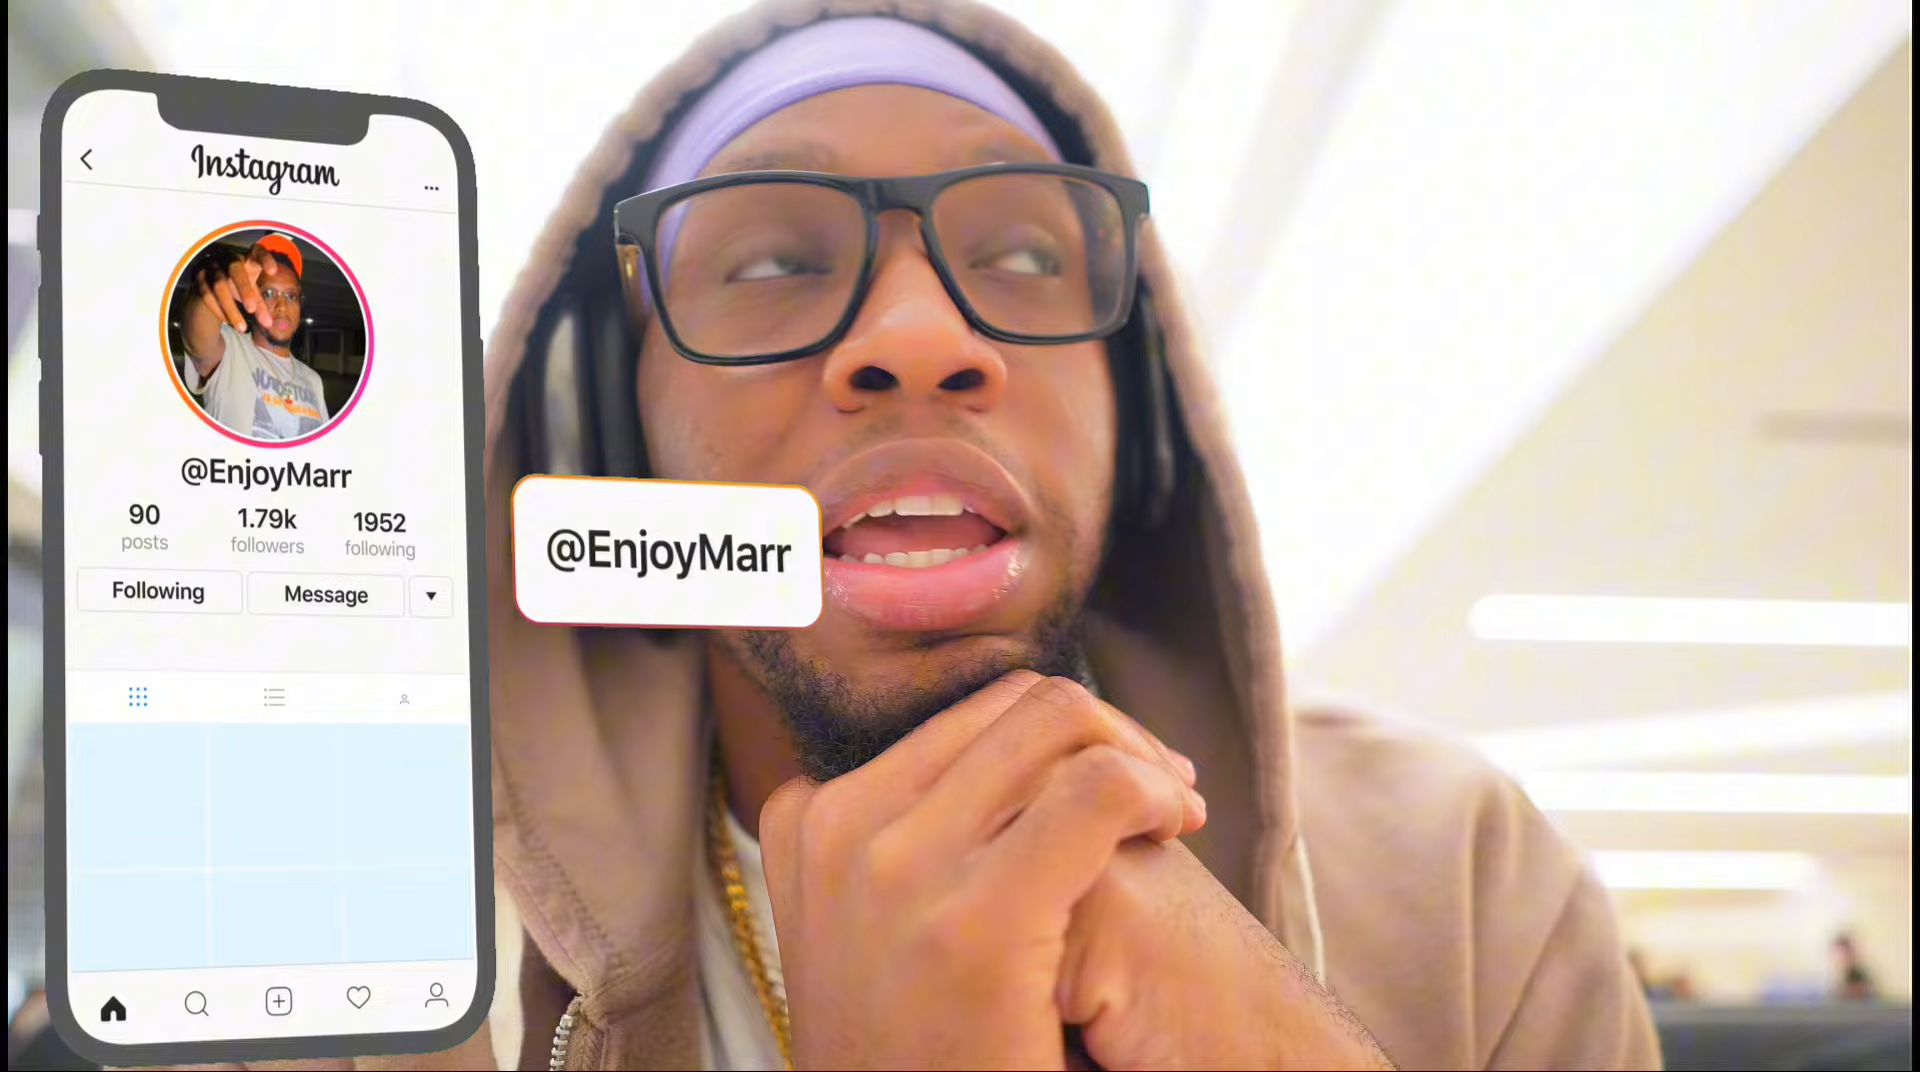 Instagram
@EnjoyMarr
90 1.79k 1952
posts followers following
Following Message
@EnjoyMarr